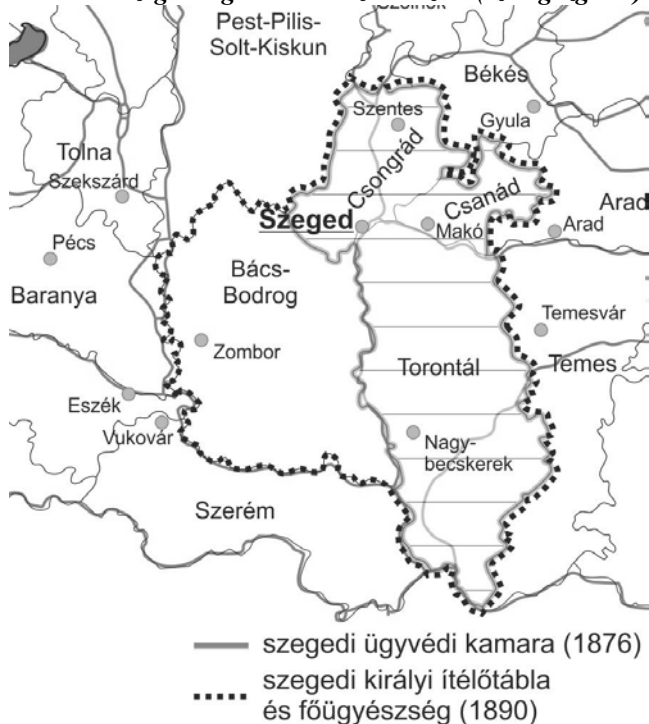 Pest-Pilis-
Solt-Kiskun
Békés
Szentes
Gyula
Tolna
Szekszárd
Csongrád
Csanád
Szeged
Makó
Arad
Arad
Pécs
Bács-
Bodrog
Baranya
Temesvár
Zombor
Torontál
Temes
Eszék
Vukovár
Nagy-
becskerek
Szerém
szegedi ügyvédi kamara (1876)
szegedi királyi ítélőtábla
és főügyészség (1890)